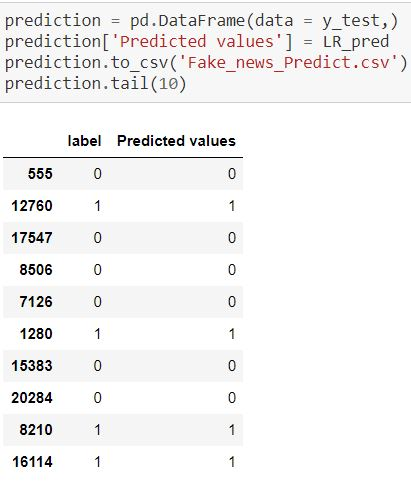 prediction = pd.DataFrame(data = y_test,)
prediction['Predicted values'] = LR_pred
prediction.to_csv('Fake_news_Predict.csv')
prediction.tail(10)
label Predicted values
555 0 0
12760 1 1
17547 0 0
8506 0 0
7126 0 0
1280 1 1
15383 0 0
20284 0 0
8210 1 1
16114 1 1